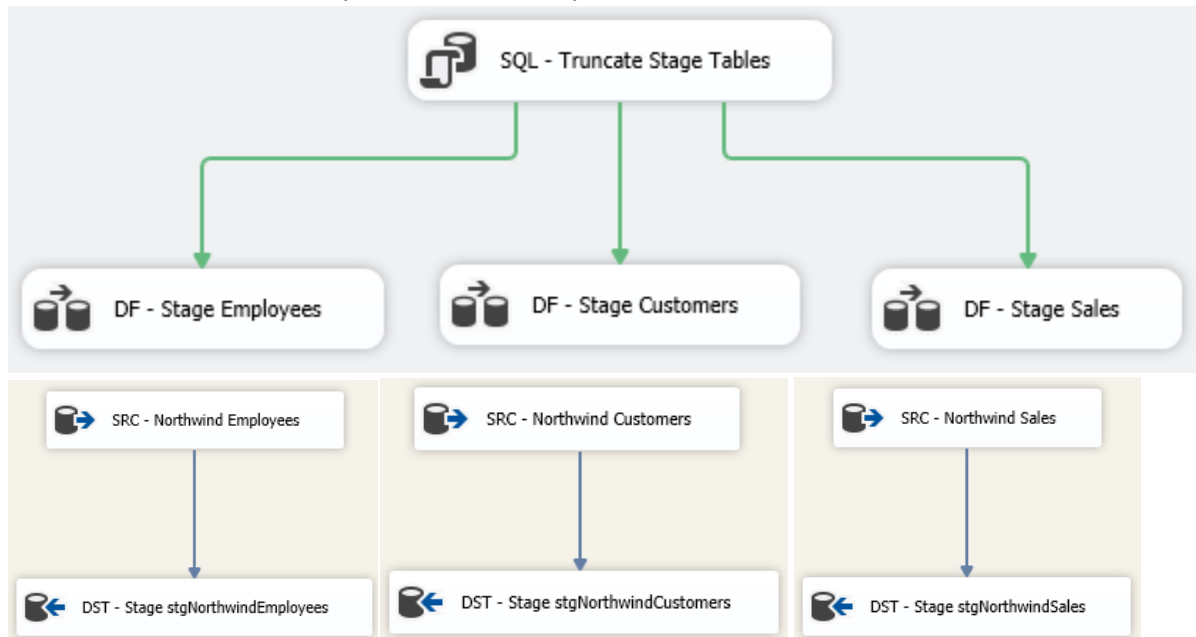 SQL - Truncate Stage Tables
DF - Stage Employees
DF - Stage Customers
DF - Stage Sales
SRC - Northwind Employees
SRC - Northwind Customers
SRC - Northwind Sales
DST - Stage stgNorthwindEmployees
DST - Stage stgNorthwindCustomers
DST - Stage stgNorthwindSales